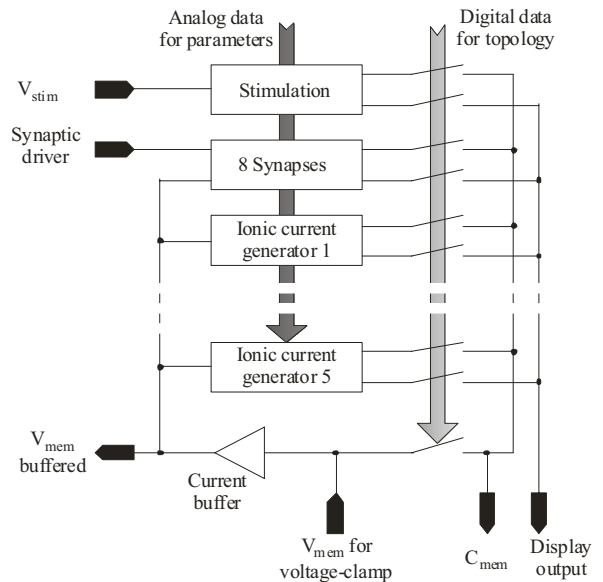 Analog data
for parameters
Digital data
for topology
V_stim
Stimulation
Synaptic
driver
8 Synapses
Ionic current
generator 1
Ionic current
generator 5
V_mem
buffered
Current
buffer
V_mem for
voltage-clamp
C_mem
Display
output